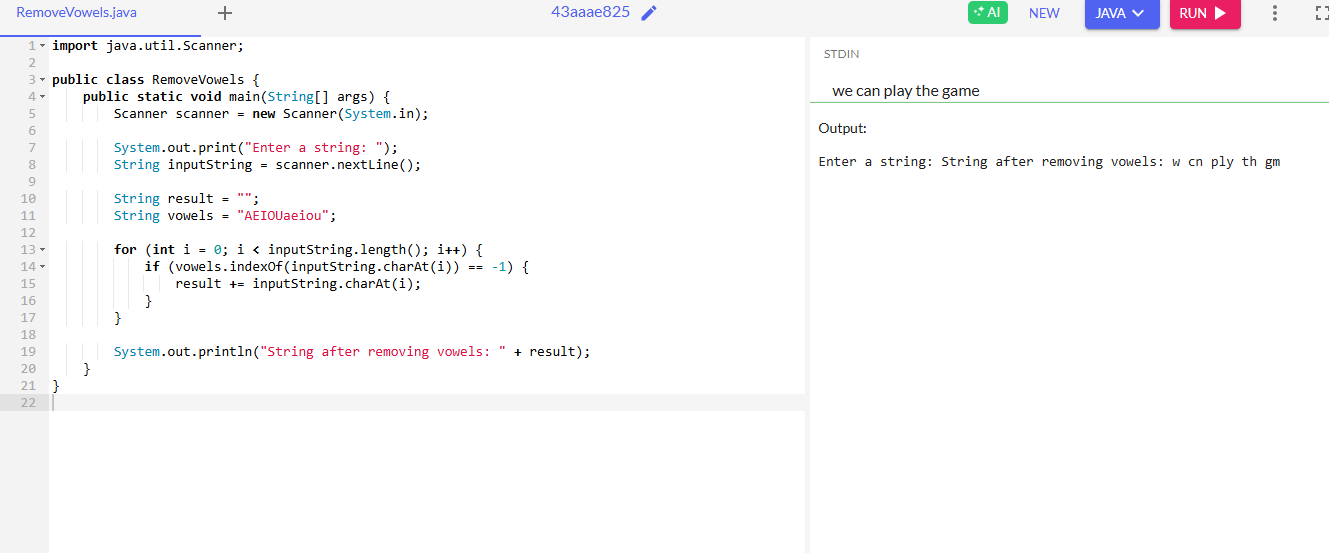 RemoveVowels.java
43aaae825
AI
NEW
JAVA
RUN
1 import java.util.Scanner;
2
3 public class RemoveVowels {
4 public static void main(String[] args) {
5 Scanner scanner = new Scanner(System.in);
6
7 System.out.print("Enter a string: ");
8 String inputString = scanner.nextLine();
9
10 String result = "";
11 String vowels = "AEIOUaeiou";
12
13 for (int i = 0; i < inputString.length(); i++) {
14 if (vowels.indexOf(inputString.charAt(i)) == -1) {
15 result += inputString.charAt(i);
16 }
17 }
18
19 System.out.println("String after removing vowels: " + result);
20 }
21 }
22
STDIN
we can play the game
Output:
Enter a string: String after removing vowels: w cn ply th gm